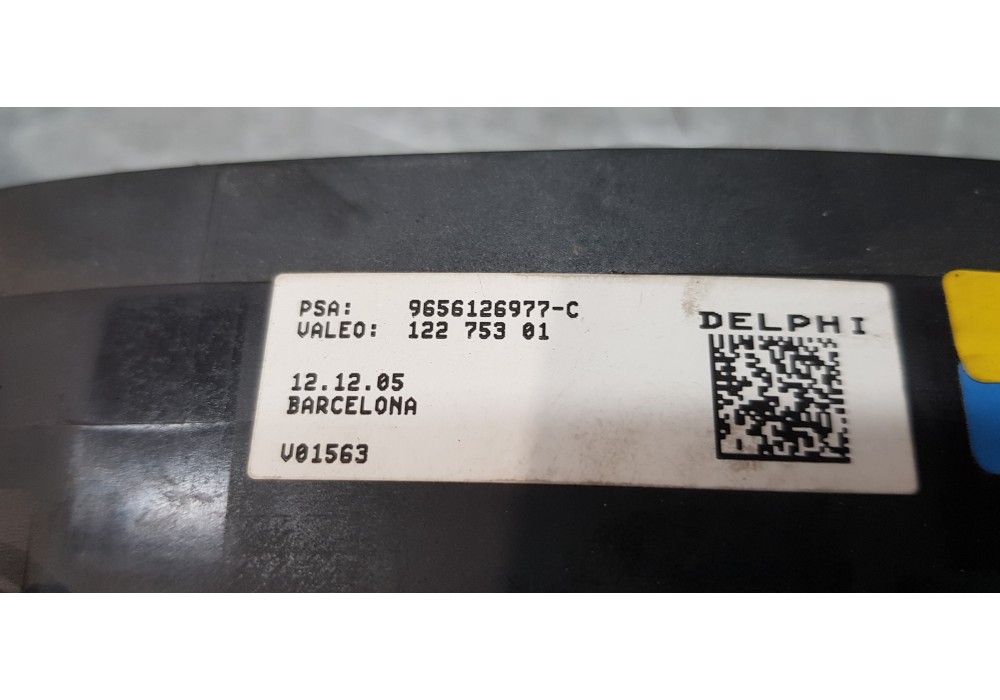 PSA: 9656126977-C
VALEO: 122 753 01
DELPHI
12.12.05
BARCELONA
V01563